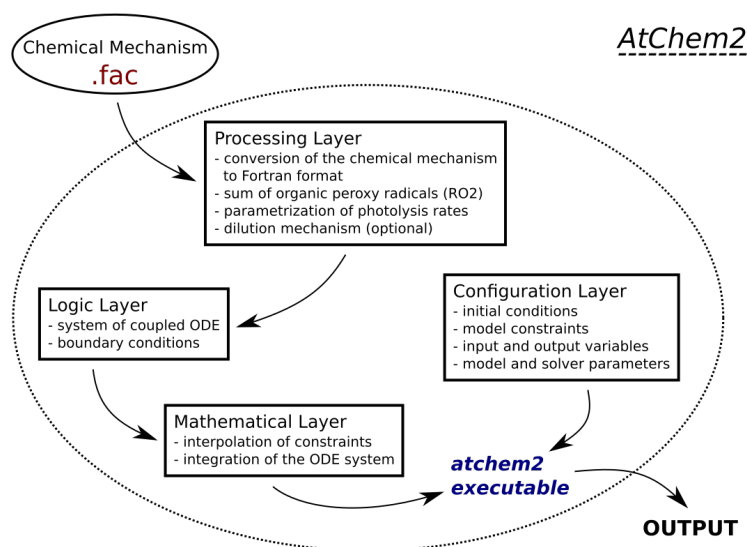 AtChem2
Chemical Mechanism
.fac
Processing Layer
- conversion of the chemical mechanism
to Fortran format
- sum of organic peroxy radicals (RO2)
- parametrization of photolysis rates
- dilution mechanism (optional)
Logic Layer
- system of coupled ODE
- boundary conditions
Configuration Layer
- initial conditions
- model constraints
- input and output variables
- model and solver parameters
Mathematical Layer
- interpolation of constraints
- integration of the ODE system
atchem2
executable
OUTPUT